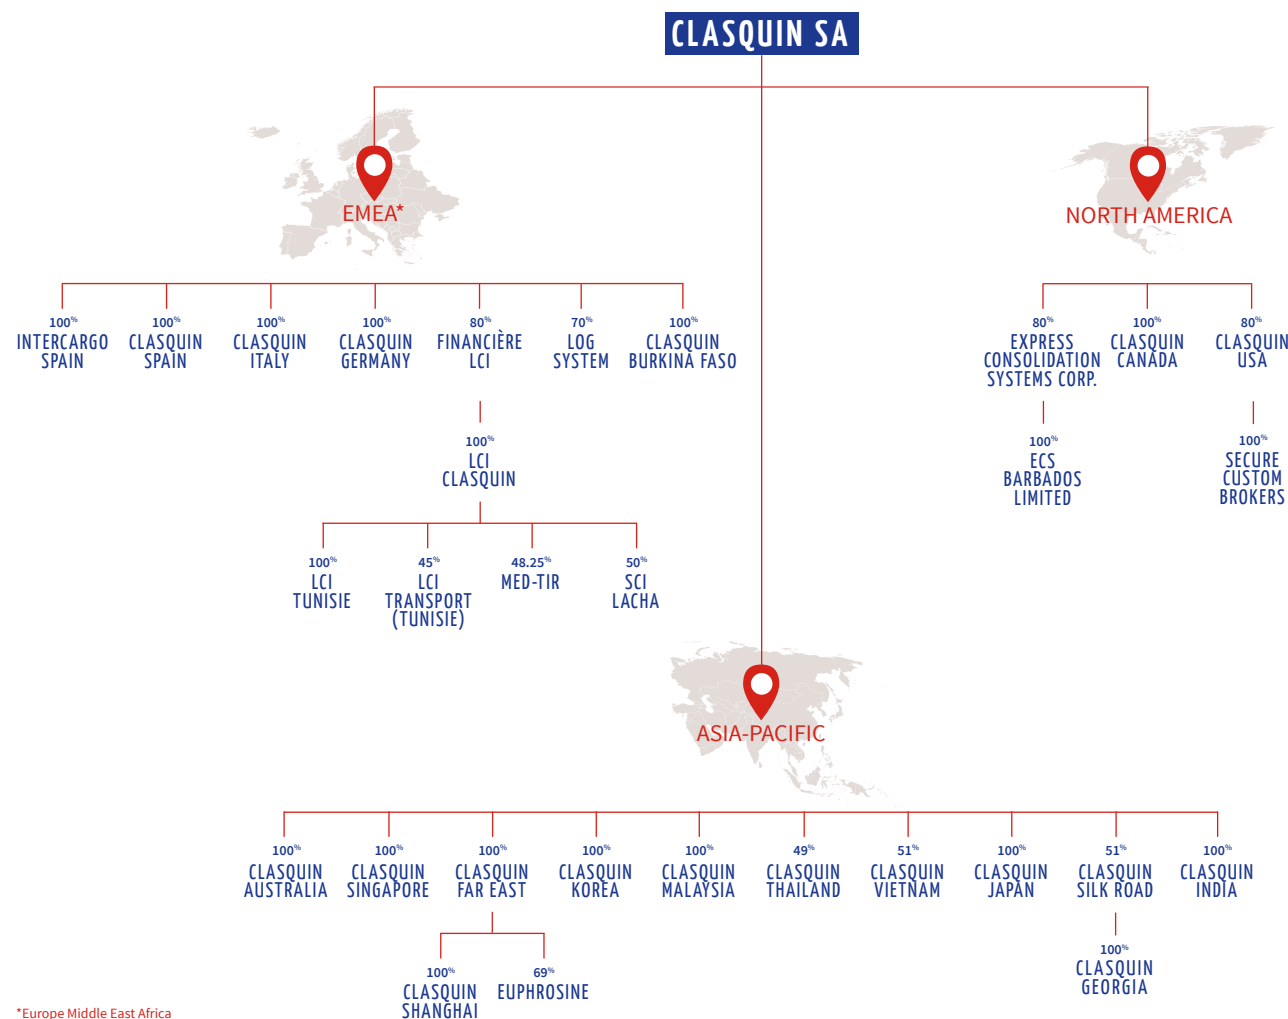 CLASQUIN SA
EMEA*
NORTH AMERICA
100%
INTERCARGO
SPAIN
100%
CLASQUIN
SPAIN
100%
CLASQUIN
ITALY
100%
CLASQUIN
GERMANY
80%
FINANCIÈRE
LCI
70%
LOG
SYSTEM
100%
CLASQUIN
BURKINA FASO
80%
EXPRESS
CONSOLIDATION
SYSTEMS CORP.
100%
CLASQUIN
CANADA
80%
CLASQUIN
USA
100%
LCI
CLASQUIN
100%
ECS
BARBADOS
LIMITED
100%
SECURE
CUSTOM
BROKERS
100%
LCI
TUNISIE
45%
LCI
TRANSPORT
(TUNISIE)
48.25%
MED-TIR
50%
SCI
LACHA
ASIA-PACIFIC
100%
CLASQUIN
AUSTRALIA
100%
CLASQUIN
SINGAPORE
100%
CLASQUIN
FAR EAST
100%
CLASQUIN
KOREA
100%
CLASQUIN
MALAYSIA
49%
CLASQUIN
THAILAND
51%
CLASQUIN
VIETNAM
100%
CLASQUIN
JAPAN
51%
CLASQUIN
SILK ROAD
100%
CLASQUIN
INDIA
100%
CLASQUIN
SHANGHAI
69%
EUPHROSINE
100%
CLASQUIN
GEORGIA
*Europe Middle East Africa